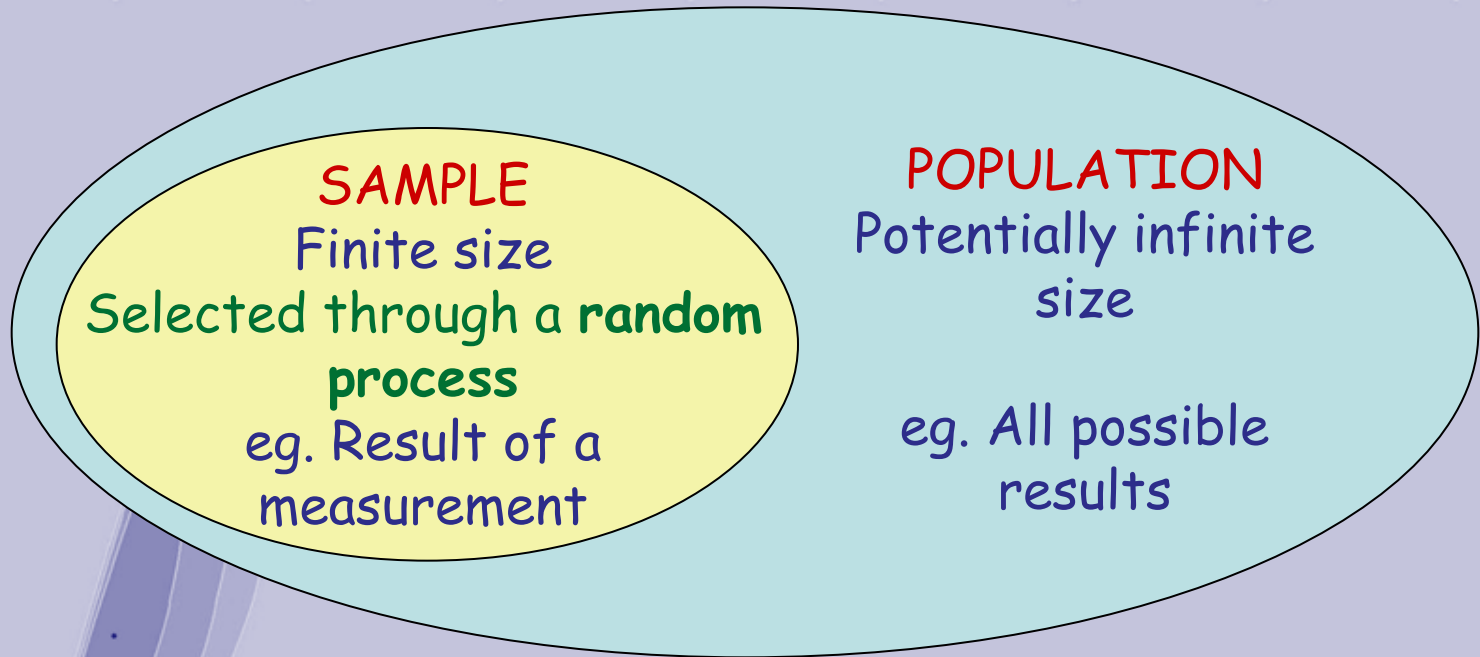 SAMPLE
Finite size
Selected through a random
process
eg. Result of a
measurement
POPULATION
Potentially infinite
size
eg. All possible
results